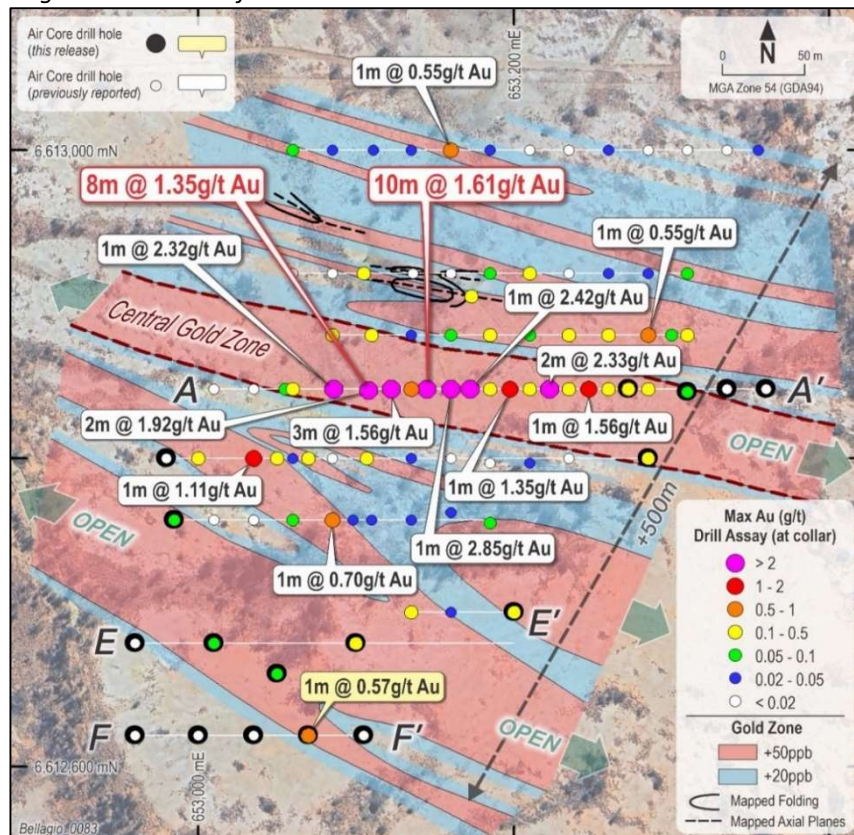 Air Core drill hole
(this release)
Air Core drill hole
(previously reported)
653,200 mE
N
0 50 m
MGA Zone 54 (GDA94)
1m @ 0.55g/t Au
6,613,000 mN
8m @ 1.35g/t Au
10m @ 1.61g/t Au
1m @ 2.32g/t Au
1m @ 0.55g/t Au
1m @ 2.42g/t Au
Central Gold Zone
2m @ 2.33g/t Au
A
A'
2m @ 1.92g/t Au
3m @ 1.56g/t Au
1m @ 1.56g/t Au
OPEN
1m @ 1.11g/t Au
1m @ 1.35g/t Au
+500m
OPEN
1m @ 0.70g/t Au
1m @ 2.85g/t Au
Max Au (g/t)
Drill Assay (at collar)
> 2
1 - 2
0.5 - 1
0.1 - 0.5
0.05 - 0.1
0.02 - 0.05
< 0.02
Gold Zone
+50ppb
+20ppb
Mapped Folding
Mapped Axial Planes
E
E'
1m @ 0.57g/t Au
F
F'
OPEN
6,612,600 mN
653,000 mE
Bellagio_0083